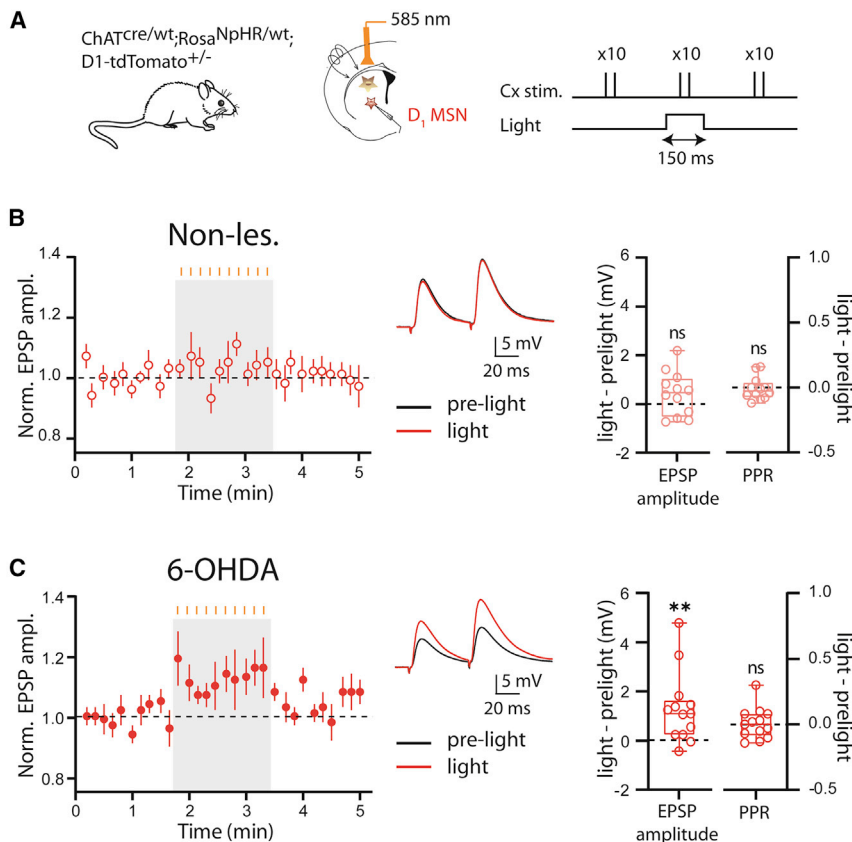 A
ChATcre/wt;RosaNpHR/wt;
D1-tdTomato+/-
585 nm
D1 MSN
x10 x10 x10
Cx stim.
Light
150 ms
B
Non-les.
Norm. EPSP ampl.
1.4
1.2
1.0
0.8
0 1 2 3 4 5
Time (min)
5 mV
20 ms
pre-light
light
light - prelight (mV)
6
4
2
0
-2
ns
ns
EPSP
amplitude
PPR
1.0
0.5
0.0
-0.5
light - prelight
C
6-OHDA
Norm. EPSP ampl.
1.4
1.2
1.0
0.8
0 1 2 3 4 5
Time (min)
5 mV
20 ms
pre-light
light
light - prelight (mV)
6
4
2
0
-2
**
ns
EPSP
amplitude
PPR
1.0
0.5
0.0
-0.5
light - prelight